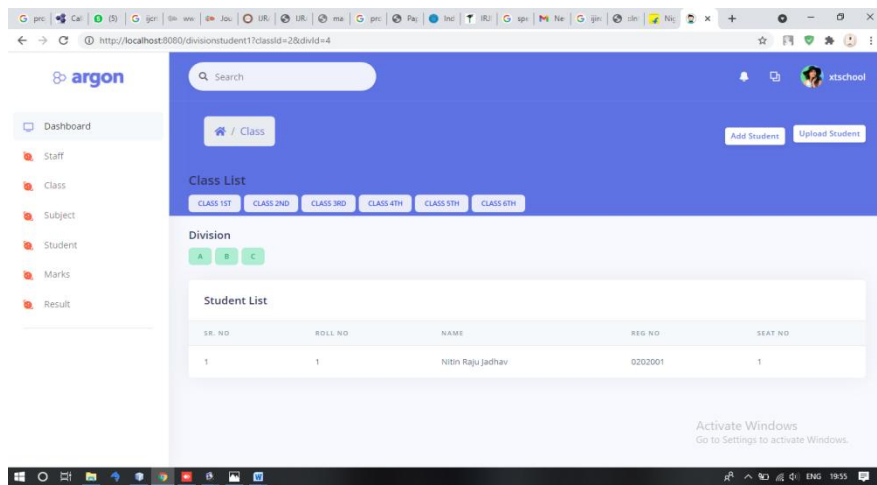 http://localhost:8080/divisionstudent1?classId=2&divId=4
argon
Search
xtschool
Dashboard
/ Class
Add Student
Upload Student
Staff
Class
Subject
Student
Marks
Result
Class List
CLASS 1ST CLASS 2ND CLASS 3RD CLASS 4TH CLASS 5TH CLASS 6TH
Division
A B C
Student List
SR. NO ROLL NO NAME REG NO SEAT NO
1 1 Nitin Raju Jadhav 0202001 1
Activate Windows
Go to Settings to activate Windows.
ENG 19:55